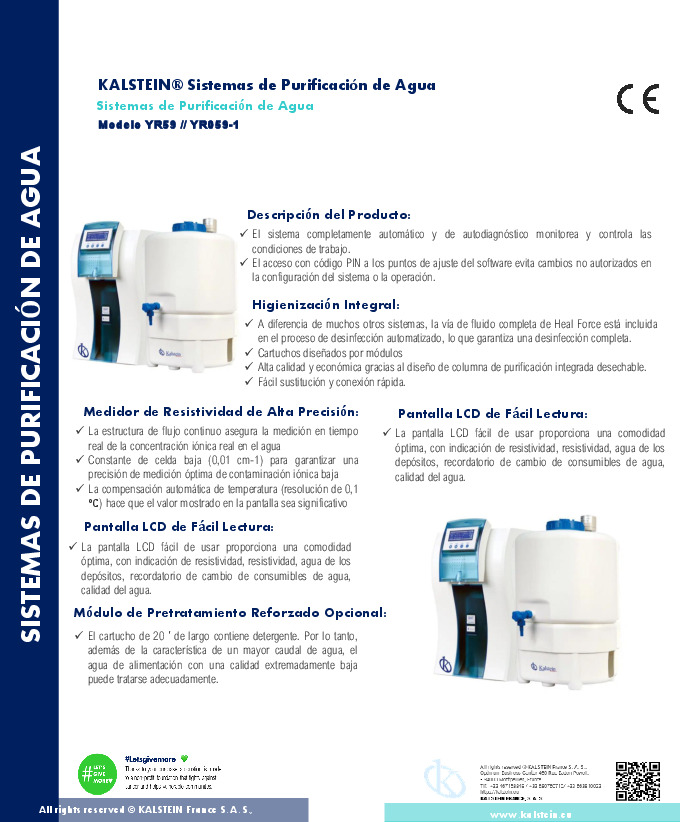 SISTEMAS DE PURIFICACIÓN DE AGUA
KALSTEIN® Sistemas de Purificación de Agua
Sistemas de Purificación de Agua
Modelo YR59 // YR059-1
CE
Descripción del Producto:
✓ El sistema completamente automático y de autodiagnóstico monitorea y controla las
condiciones de trabajo.
✓ El acceso con código PIN a los puntos de ajuste del software evita cambios no autorizados en
la configuración del sistema o la operación.
Higienización Integral:
✓ A diferencia de muchos otros sistemas, la vía de fluido completa de Heal Force está incluida
en el proceso de desinfección automatizado, lo que garantiza una desinfección completa.
✓ Cartuchos diseñados por módulos
✓ Alta calidad y económica gracias al diseño de columna de purificación integrada desechable.
✓ Fácil sustitución y conexión rápida.
Medidor de Resistividad de Alta Precisión:
✓ La estructura de flujo continuo asegura la medición en tiempo
real de la concentración iónica real en el agua
✓ Constante de celda baja (0,01 cm-1) para garantizar una
precisión de medición óptima de contaminación iónica baja
✓ La compensación automática de temperatura (resolución de 0,1
°C) hace que el valor mostrado en la pantalla sea significativo
Pantalla LCD de Fácil Lectura:
✓ La pantalla LCD fácil de usar proporciona una comodidad
óptima, con indicación de resistividad, resistividad, agua de los
depósitos, recordatorio de cambio de consumibles de agua,
calidad del agua.
Pantalla LCD de Fácil Lectura:
✓ La pantalla LCD fácil de usar proporciona una comodidad
óptima, con indicación de resistividad, resistividad, agua de los
depósitos, recordatorio de cambio de consumibles de agua,
calidad del agua.
Módulo de Pretratamiento Reforzado Opcional:
✓ El cartucho de 20 ' de largo contiene detergente. Por lo tanto,
además de la característica de un mayor caudal de agua, el
agua de alimentación con una calidad extremadamente baja
puede tratarse adecuadamente.
Kalstein
Kalstein
# LET'S
GIVE
MORE
#Letsgivemore
All rights reserved © KALSTEIN France S. A. S.,
KALSTEIN FRANCE, S. A. S
All rights reserved © KALSTEIN France S. A. S.,
www.kalstein.eu